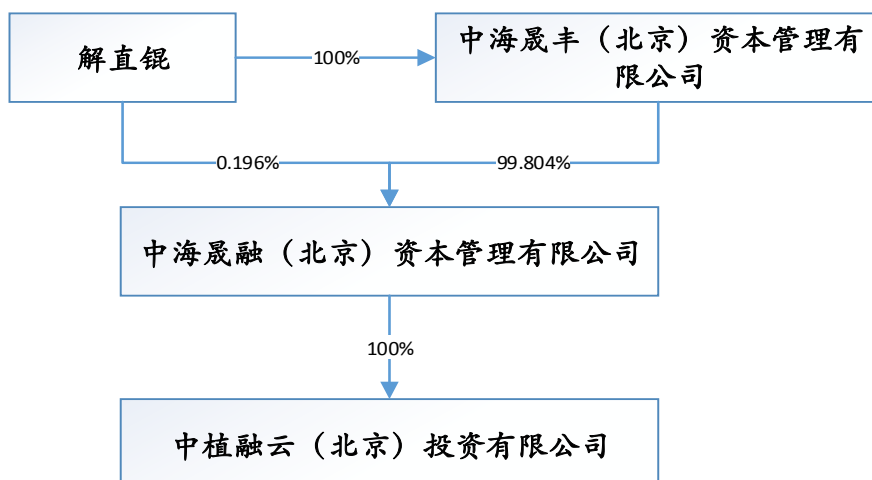 解直锟
100%
中海晟丰（北京）资本管理有
限公司
0.196%
99.804%
中海晟融（北京）资本管理有限公司
100%
中植融云（北京）投资有限公司